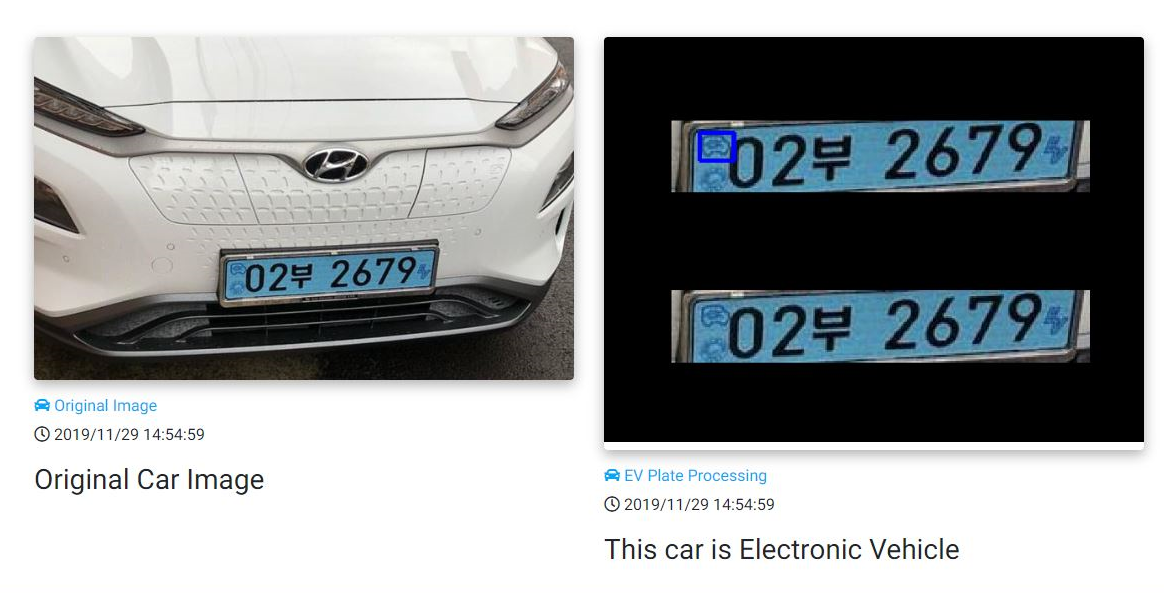 02부 2679
Original Image
2019/11/29 14:54:59
Original Car Image
02부 2679
02부 2679
EV Plate Processing
2019/11/29 14:54:59
This car is Electronic Vehicle